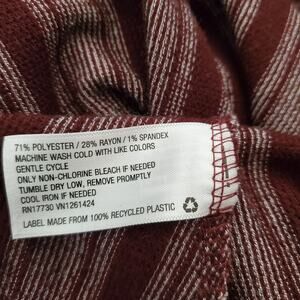 71% POLYESTER / 28% RAYON / 1% SPANDEX
MACHINE WASH COLD WITH LIKE COLORS
GENTLE CYCLE
ONLY NON-CHLORINE BLEACH IF NEEDED
TUMBLE DRY LOW, REMOVE PROMPTLY
COOL IRON IF NEEDED
RN17730 VN1261424
LABEL MADE FROM 100% RECYCLED PLASTIC